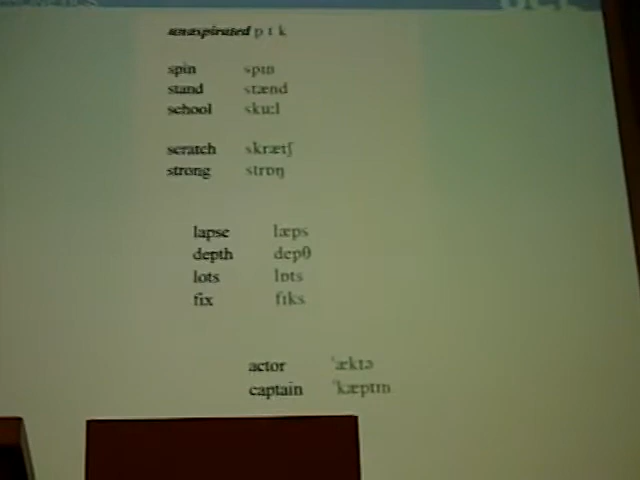 unaspirated p t k
spin spɪn
stand stænd
school skuːl
scratch skrætʃ
strong strɒŋ
lapse læps
depth depθ
lots lɒts
fix fɪks
actor ˈæktə
captain ˈkæptɪn